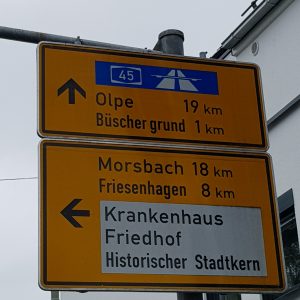 45
Olpe 19 km
Büschergrund 1 km
Morsbach 18 km
Friesenhagen 8 km
Krankenhaus
Friedhof
Historischer Stadtkern